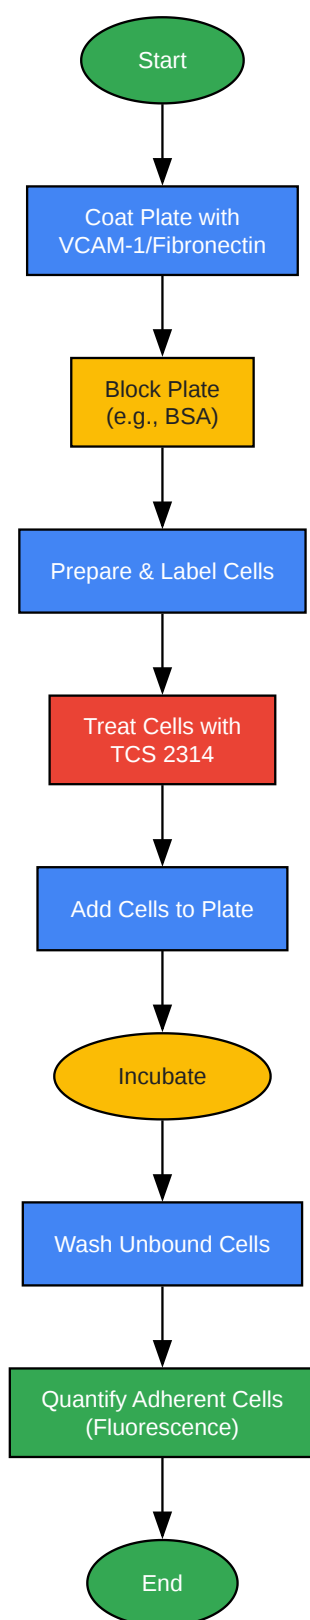 Start
Coat Plate with
VCAM-1/Fibronectin
Block Plate
(e.g., BSA)
Prepare & Label Cells
Treat Cells with
TCS 2314
Add Cells to Plate
Incubate
Wash Unbound Cells
Quantify Adherent Cells
(Fluorescence)
End